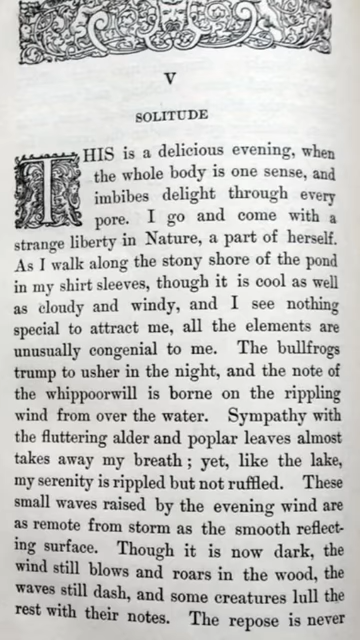 V
SOLITUDE
THIS is a delicious evening, when
the whole body is one sense, and
imbibes delight through every
pore. I go and come with a
strange liberty in Nature, a part of herself.
As I walk along the stony shore of the pond
in my shirt sleeves, though it is cool as well
as cloudy and windy, and I see nothing
special to attract me, all the elements are
unusually congenial to me. The bullfrogs
trump to usher in the night, and the note of
the whippoorwill is borne on the rippling
wind from over the water. Sympathy with
the fluttering alder and poplar leaves almost
takes away my breath; yet, like the lake,
my serenity is rippled but not ruffled. These
small waves raised by the evening wind are
as remote from storm as the smooth reflect-
ing surface. Though it is now dark, the
wind still blows and roars in the wood, the
waves still dash, and some creatures lull the
rest with their notes. The repose is never